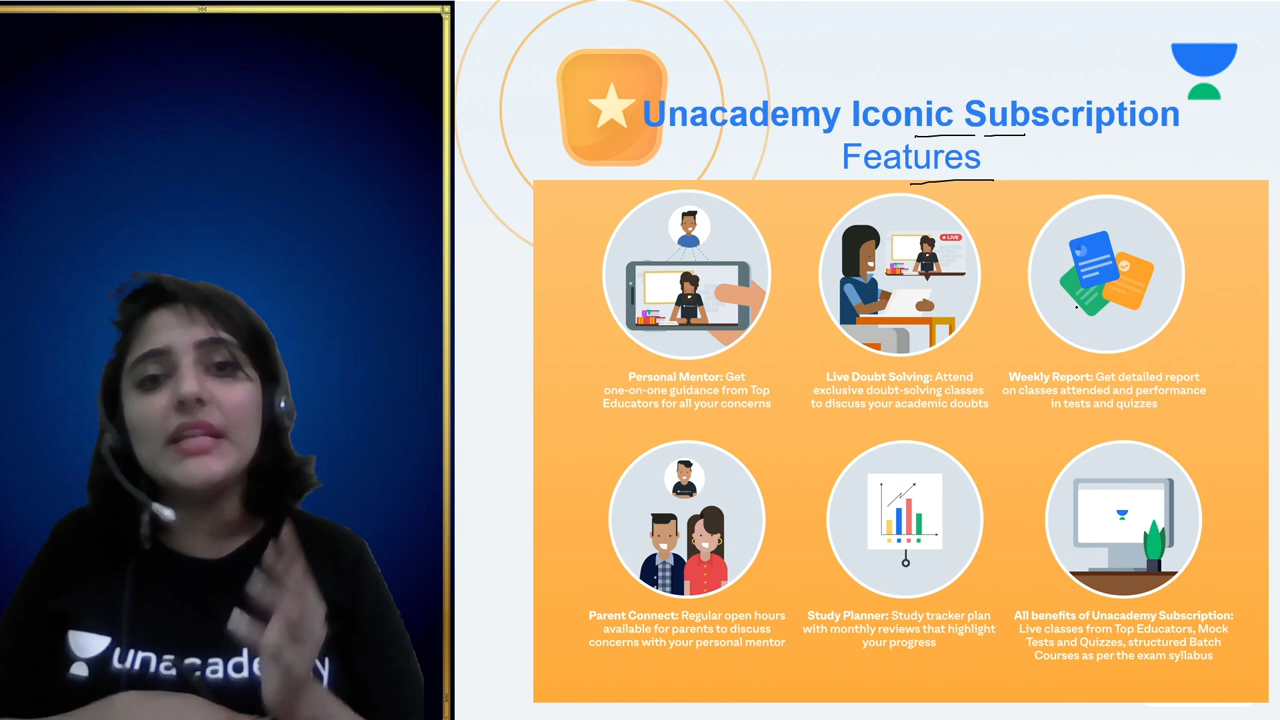 Unacademy Iconic Subscription
Features
LIVE
Personal Mentor: Get
one-on-one guidance from Top
Educators for all your concerns
Live Doubt Solving: Attend
exclusive doubt-solving classes
to discuss your academic doubts
Weekly Report: Get detailed report
on classes attended and performance
in tests and quizzes
Parent Connect: Regular open hours
available for parents to discuss
concerns with your personal mentor
Study Planner: Study tracker plan
with monthly reviews that highlight
your progress
All benefits of Unacademy Subscription:
Live classes from Top Educators, Mock
Tests and Quizzes, structured Batch
Courses as per the exam syllabus
unacademy